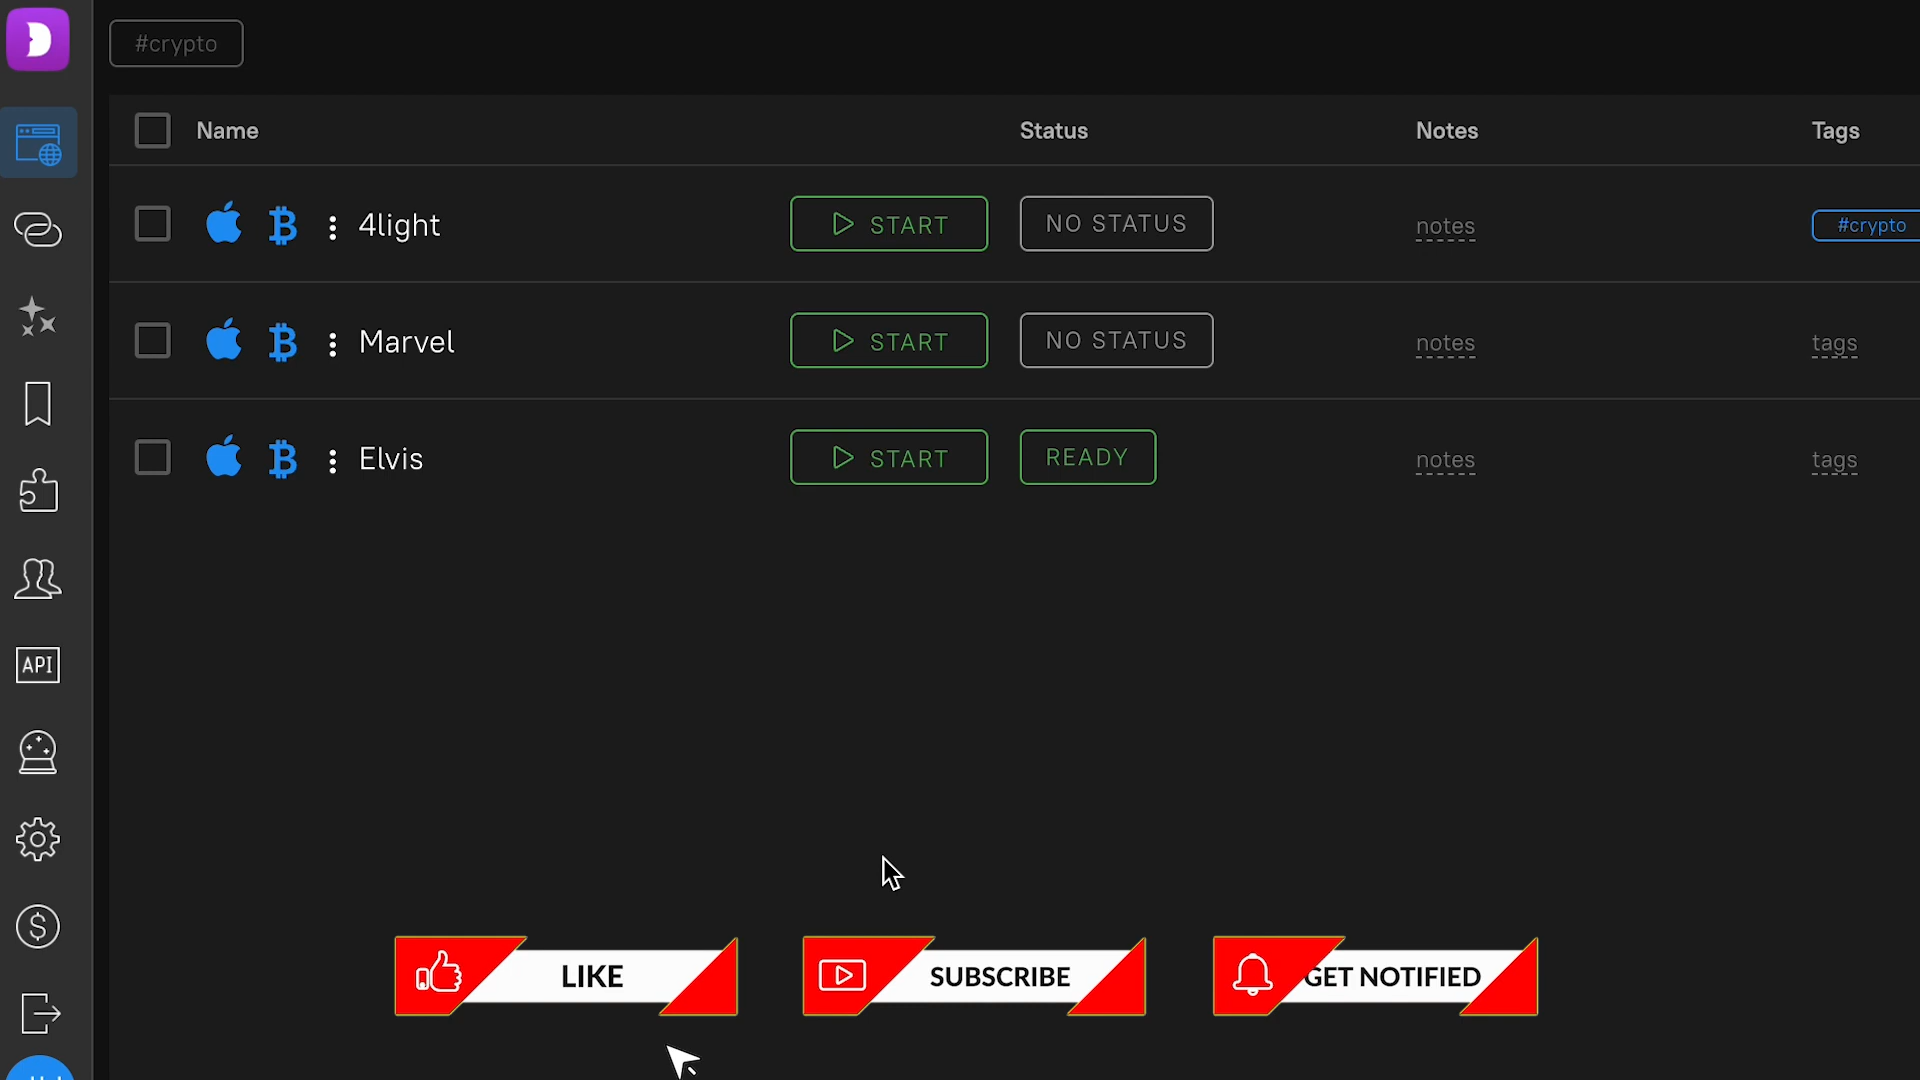 #crypto
Name Status Notes Tags
4light START NO STATUS notes #crypto
Marvel START NO STATUS notes tags
Elvis START READY notes tags
API
LIKE SUBSCRIBE GET NOTIFIED